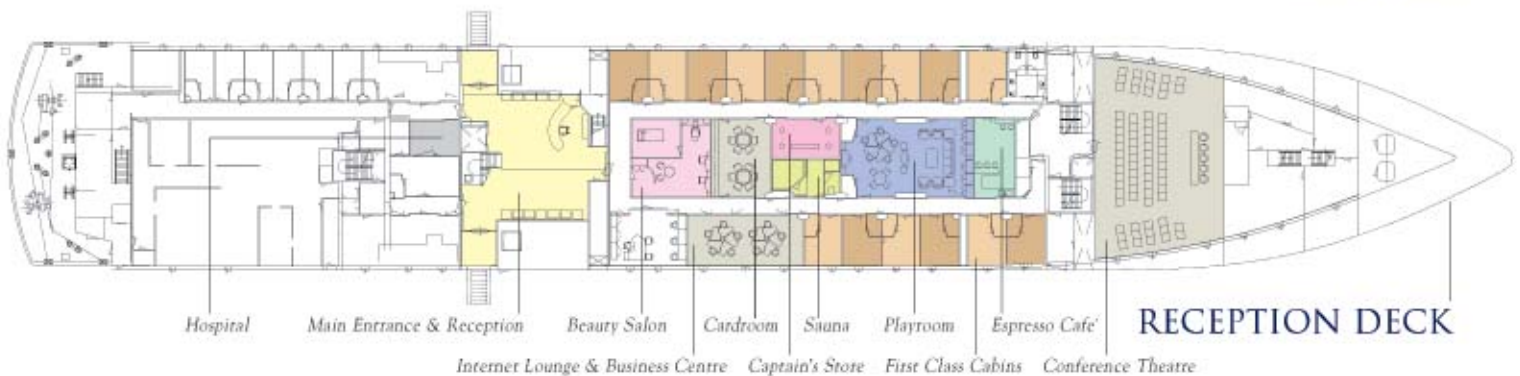 Hospital
Main Entrance & Reception
Beauty Salon
Cardroom
Sauna
Playroom
Espresso Cafe'
RECEPTION DECK
Internet Lounge & Business Centre
Captain's Store
First Class Cabins
Conference Theatre